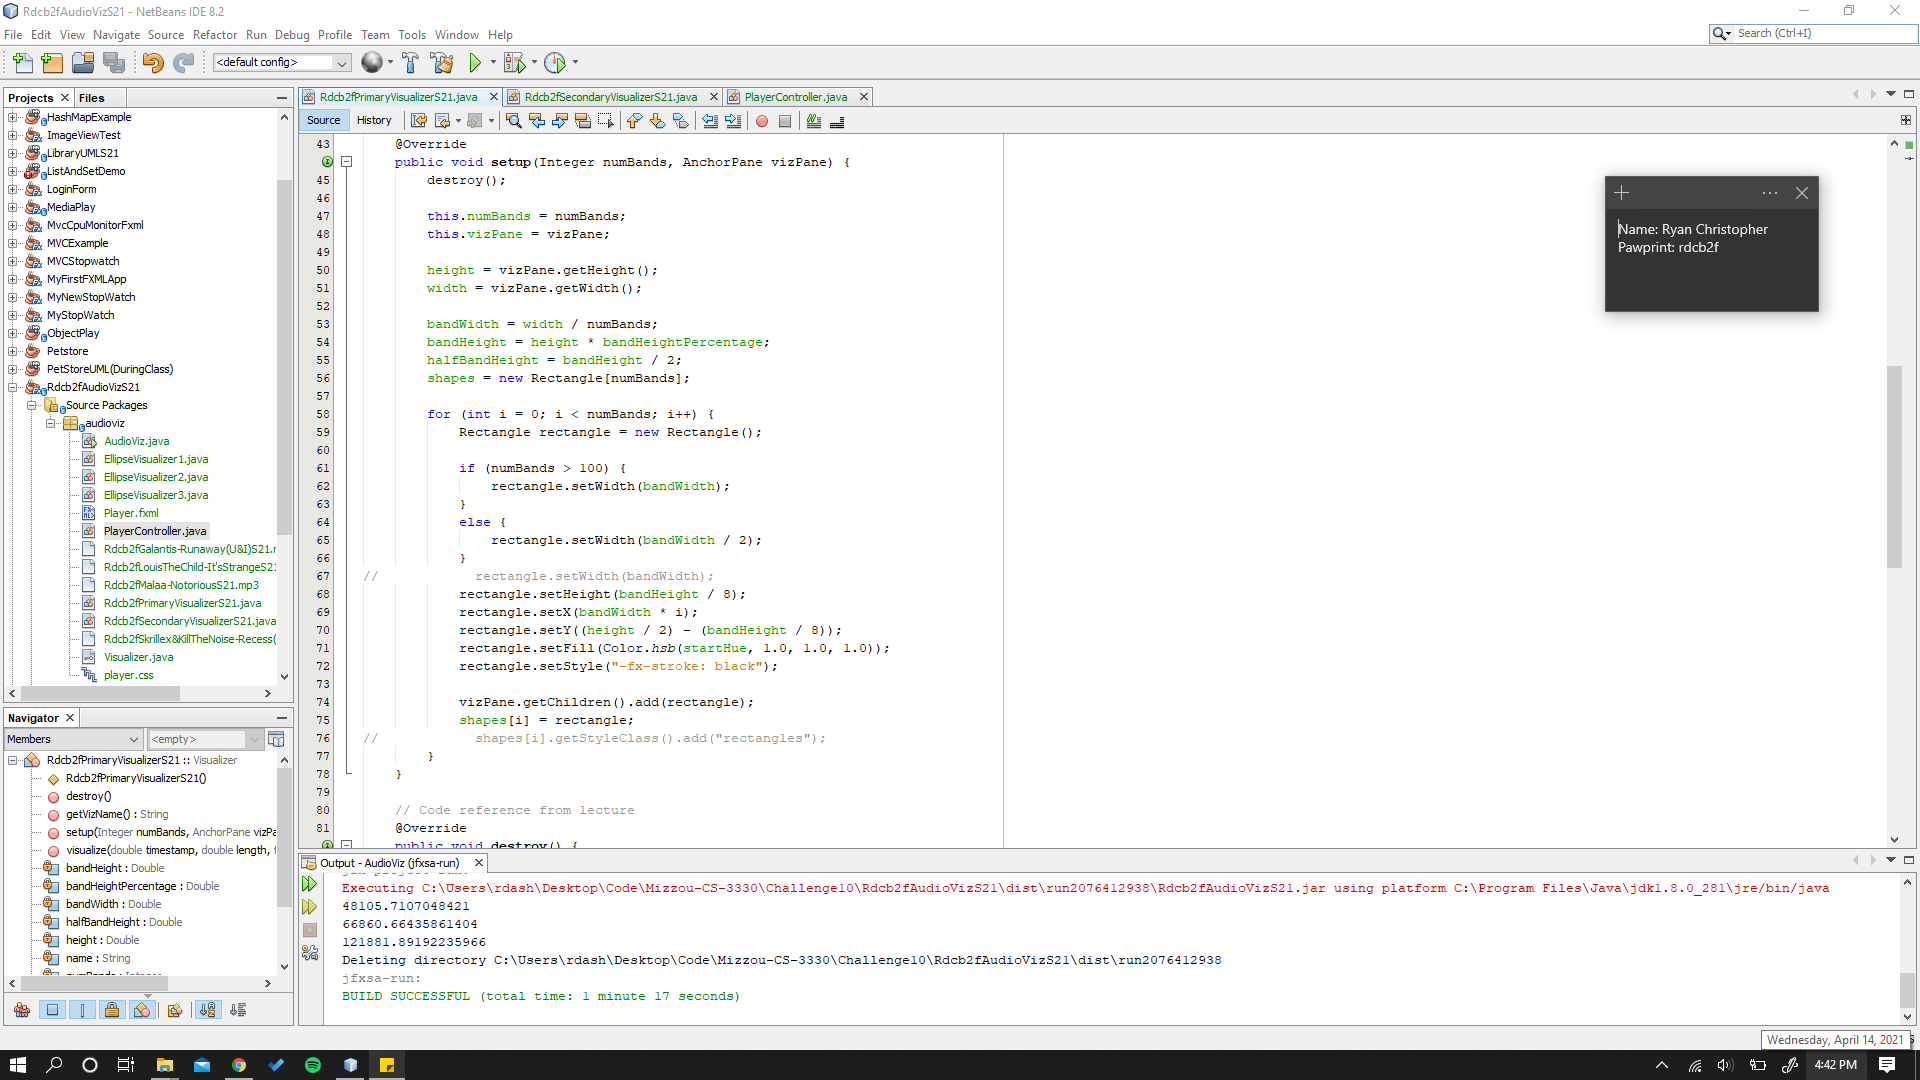 Rdcb2fAudioVizS21 - NetBeans IDE 8.2
File Edit View Navigate Source Refactor Run Debug Profile Team Tools Window Help
Search (Ctrl+I)
<default config>
Projects Files
HashMapExample
ImageViewTest
LibraryUMLS21
ListAndSetDemo
LoginForm
MediaPlay
MvcCpuMonitorFxml
MVCExample
MVCStopwatch
MyFirstFXMLApp
MyNewStopWatch
MyStopWatch
ObjectPlay
Petstore
PetStoreUML(DuringClass)
Rdcb2fAudioVizS21
Source Packages
audioviz
AudioViz.java
EllipseVisualizer1.java
EllipseVisualizer2.java
EllipseVisualizer3.java
Player.fxml
PlayerController.java
Rdcb2fGalantis-Runaway(U&I)S21.r
Rdcb2fLouisTheChild-It'sStrangeS21
Rdcb2fMalaa-NotoriousS21.mp3
Rdcb2fPrimaryVisualizerS21.java
Rdcb2fSecondaryVisualizerS21.java
Rdcb2fSkrillex&KillTheNoise-Recess(
Visualizer.java
player.css
Navigator
Members <empty>
Rdcb2fPrimaryVisualizerS21 :: Visualizer
Rdcb2fPrimaryVisualizerS21()
destroy()
getVizName() : String
setup(Integer numBands, AnchorPane vizPa
visualize(double timestamp, double length, f
bandHeight : Double
bandHeightPercentage : Double
bandWidth : Double
halfBandHeight : Double
height : Double
name : String
numBands : Integer
Rdcb2fPrimaryVisualizerS21.java Rdcb2fSecondaryVisualizerS21.java PlayerController.java
Source History
43 @Override
public void setup(Integer numBands, AnchorPane vizPane) {
45 destroy();
46
47 this.numBands = numBands;
48 this.vizPane = vizPane;
49
50 height = vizPane.getHeight();
51 width = vizPane.getWidth();
52
53 bandWidth = width / numBands;
54 bandHeight = height * bandHeightPercentage;
55 halfBandHeight = bandHeight / 2;
56 shapes = new Rectangle[numBands];
57
58 for (int i = 0; i < numBands; i++) {
59 Rectangle rectangle = new Rectangle();
60
61 if (numBands > 100) {
62 rectangle.setWidth(bandWidth);
63 }
64 else {
65 rectangle.setWidth(bandWidth / 2);
66 }
67 // rectangle.setWidth(bandWidth);
68 rectangle.setHeight(bandHeight / 8);
69 rectangle.setX(bandWidth * i);
70 rectangle.setY((height / 2) - (bandHeight / 8));
71 rectangle.setFill(Color.hsb(startHue, 1.0, 1.0, 1.0));
72 rectangle.setStyle("-fx-stroke: black");
73
74 vizPane.getChildren().add(rectangle);
75 shapes[i] = rectangle;
76 // shapes[i].getStyleClass().add("rectangles");
77 }
78 }
79
80 // Code reference from lecture
81 @Override
public void destroy() {
Name: Ryan Christopher
Pawprint: rdcb2f
Output - AudioViz (jfxsa-run)
Executing C:\Users\rdash\Desktop\Code\Mizzou-CS-3330\Challenge10\Rdcb2fAudioVizS21\dist\run2076412938\Rdcb2fAudioVizS21.jar using platform C:\Program Files\Java\jdk1.8.0_281\jre/bin/java
48105.7107048421
66860.66435861404
121881.89192235966
Deleting directory C:\Users\rdash\Desktop\Code\Mizzou-CS-3330\Challenge10\Rdcb2fAudioVizS21\dist\run2076412938
jfxsa-run:
BUILD SUCCESSFUL (total time: 1 minute 17 seconds)
Wednesday, April 14, 2021
4:42 PM